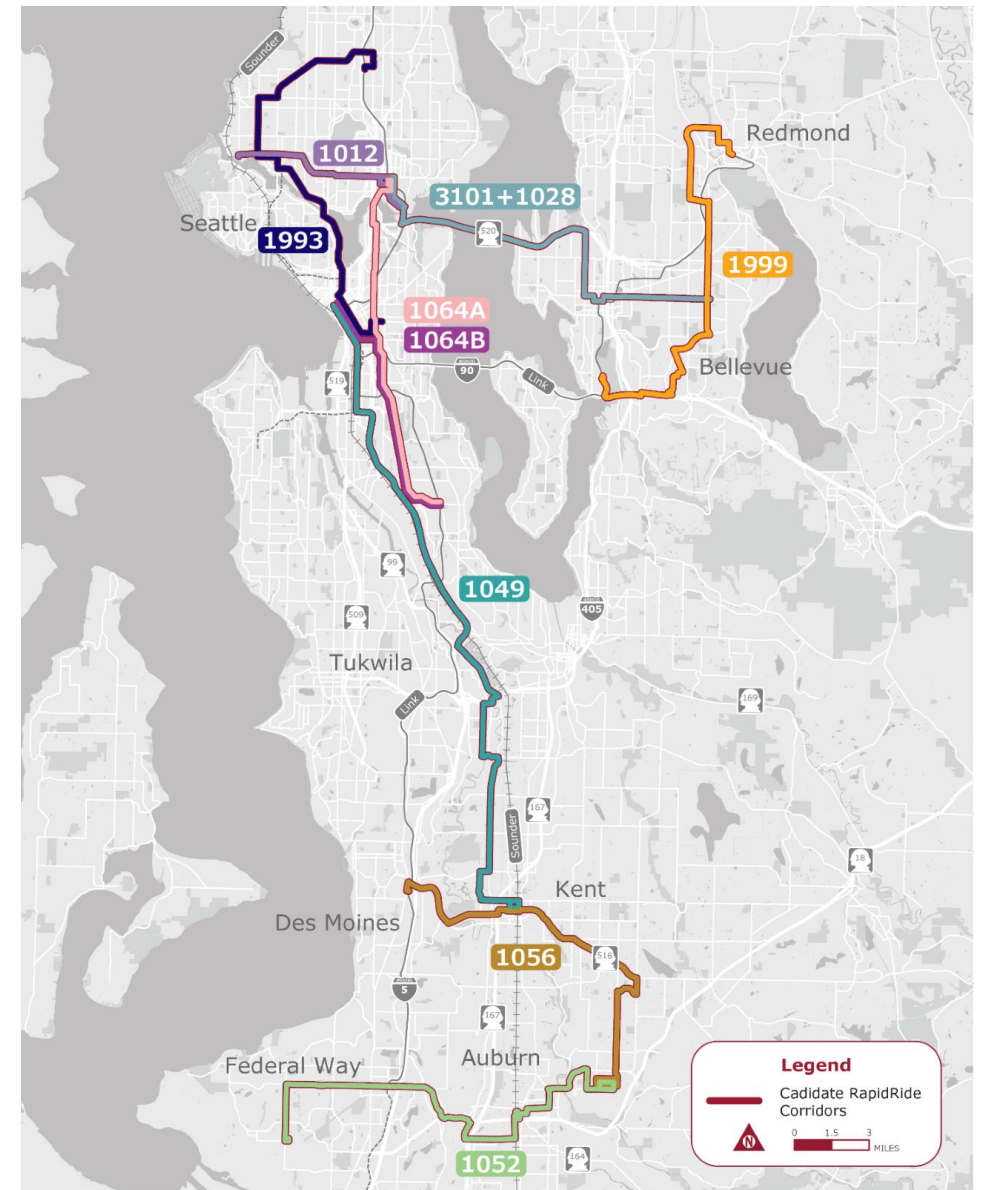 Sounder
Redmond
1012
3101+1028
Seattle
520
1993
1999
1064A
1064B
90
Bellevue
Link
519
99
1049
405
509
Tukwila
169
Link
167
Sounder
18
Kent
Des Moines
1056
516
5
167
Auburn
Federal Way
Legend
Cadidate RapidRide
Corridors
0 1.5 3
N
MILES
1052
164